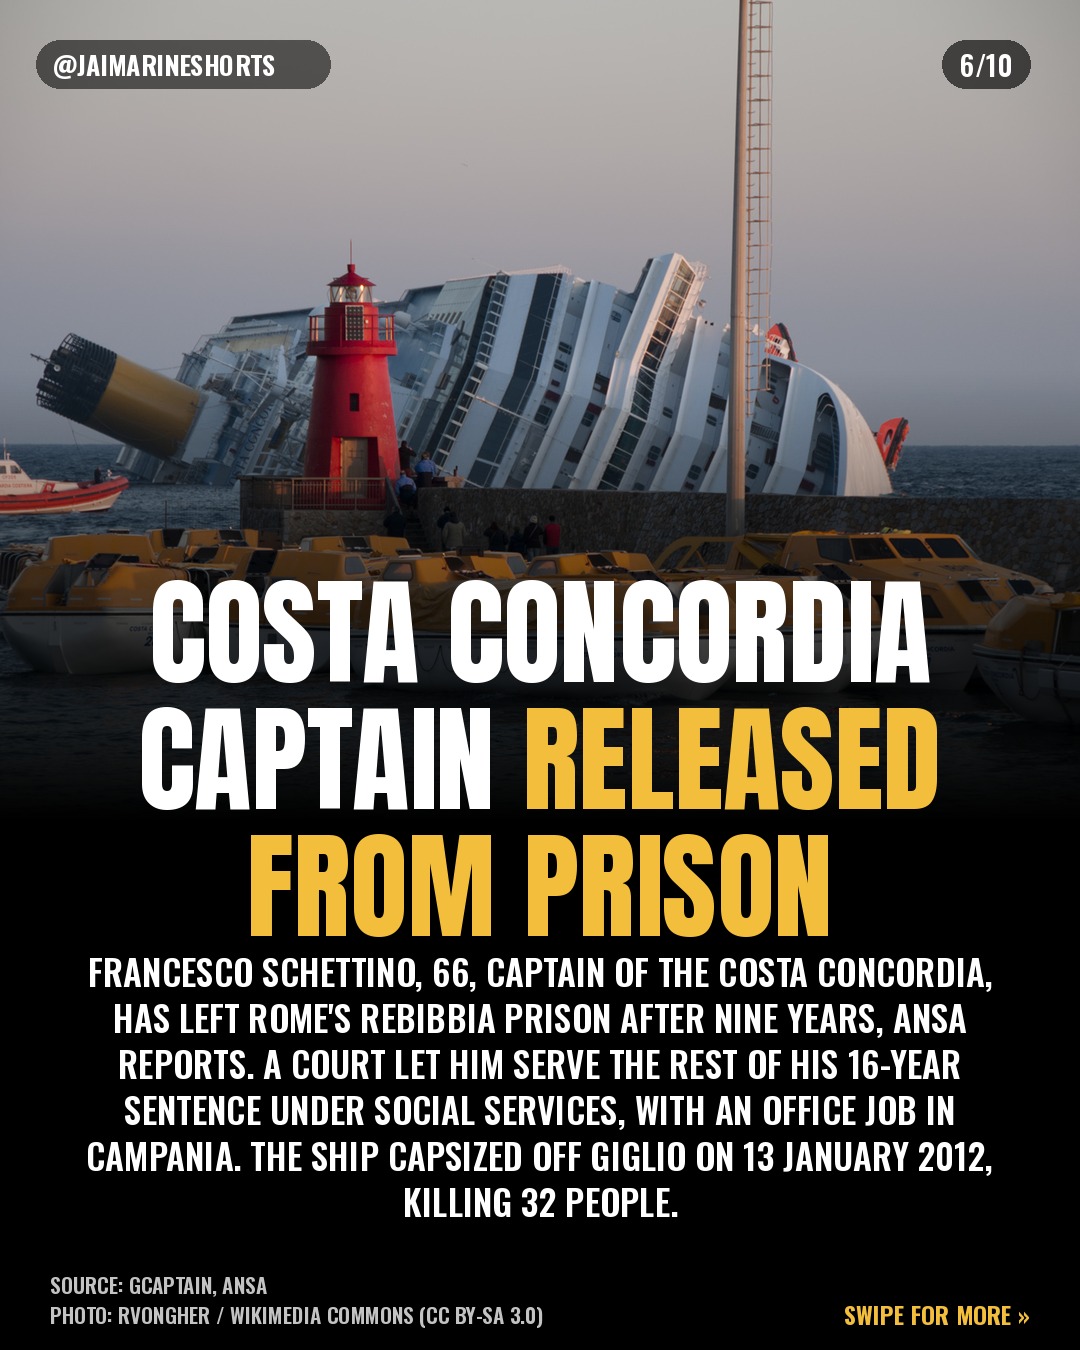 @JAIMARINESHORTS
6/10
COSTA CONCORDIA
CAPTAIN RELEASED
FROM PRISON
FRANCESCO SCHETTINO, 66, CAPTAIN OF THE COSTA CONCORDIA,
HAS LEFT ROME'S REBIBBIA PRISON AFTER NINE YEARS, ANSA
REPORTS. A COURT LET HIM SERVE THE REST OF HIS 16-YEAR
SENTENCE UNDER SOCIAL SERVICES, WITH AN OFFICE JOB IN
CAMPANIA. THE SHIP CAPSIZED OFF GIGLIO ON 13 JANUARY 2012,
KILLING 32 PEOPLE.
SOURCE: GCAPTAIN, ANSA
PHOTO: RVONGHER / WIKIMEDIA COMMONS (CC BY-SA 3.0)
SWIPE FOR MORE »